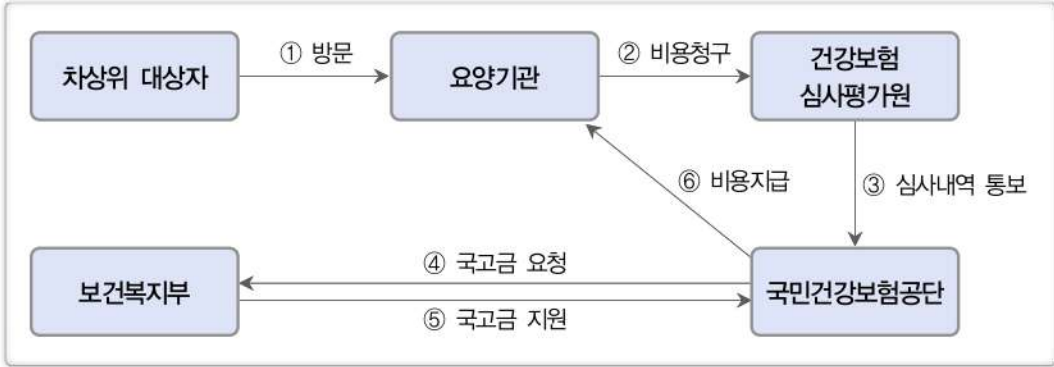 차상위 대상자
① 방문
요양기관
② 비용청구
건강보험
심사평가원
⑥ 비용지급
③ 심사내역 통보
보건복지부
④ 국고금 요청
⑤ 국고금 지원
국민건강보험공단